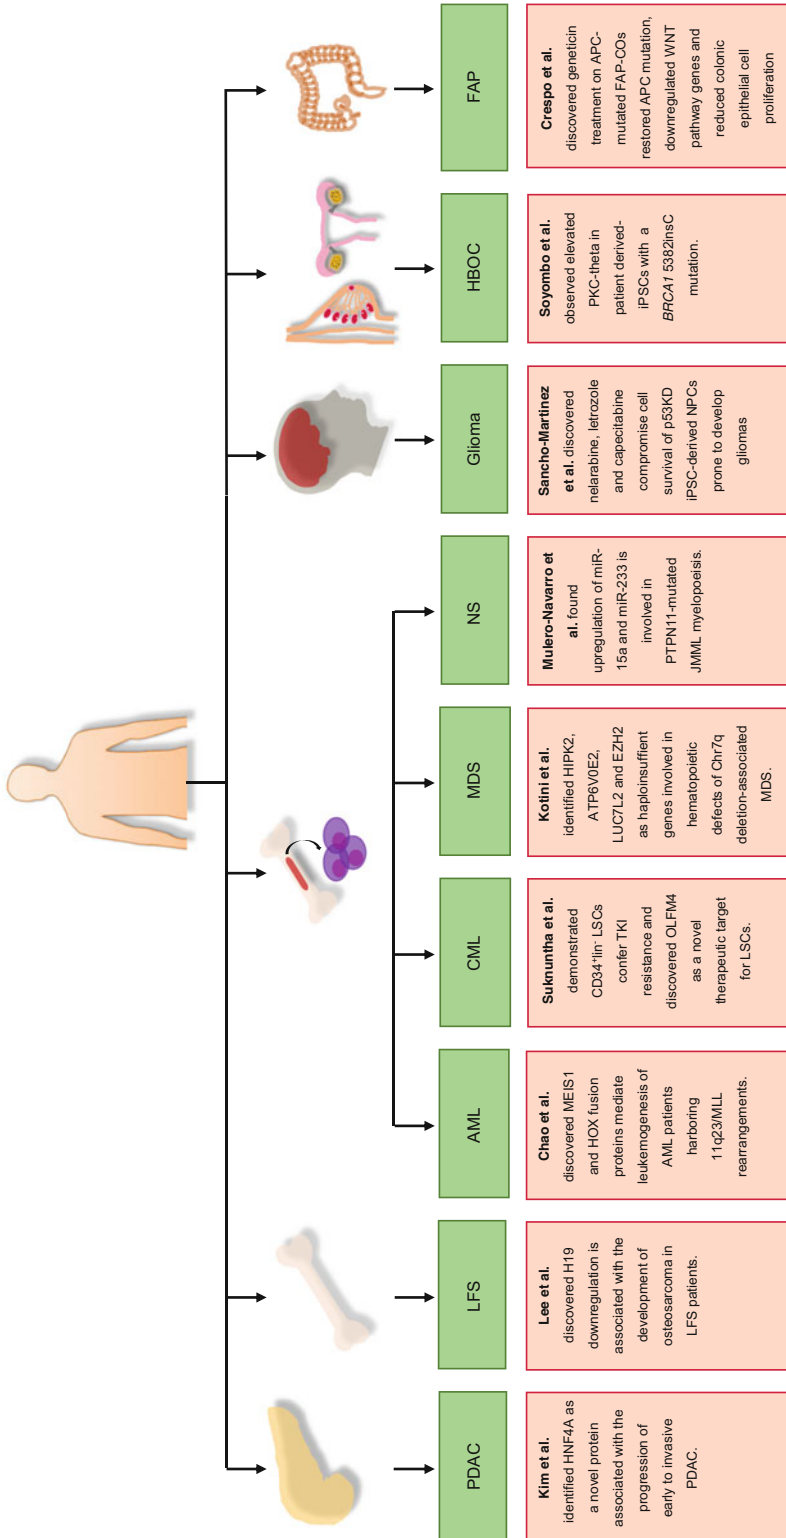 PDAC
LFS
AML
CML
MDS
NS
Glioma
HBOC
FAP
Kim et al.
identified HNF4A as
a novel protein
associated with the
progression of
early to invasive
PDAC.
Lee et al.
discovered H19
downregulation is
associated with the
development of
osteosarcoma in
LFS patients.
Chao et al.
discovered MEIS1
and HOX fusion
proteins mediate
leukemogenesis of
AML patients
harboring
11q23/MLL
rearrangements.
Suknuntha et al.
demonstrated
CD34⁺lin⁻ LSCs
confer TKI
resistance and
discovered OLFM4
as a novel
therapeutic target
for LSCs.
Kotini et al.
identified HIPK2,
ATP6V0E2,
LUC7L2 and EZH2
as haploinsuffient
genes involved in
hematopoietic
defects of Chr7q
deletion-associated
MDS.
Mulero-Navarro et
al. found
upregulation of miR-
15a and miR-233 is
involved in
PTPN11-mutated
JMML myelopoeisis.
Sancho-Martinez
et al. discovered
nelarabine, letrozole
and capecitabine
compromise cell
survival of p53KD
iPSC-derived NPCs
prone to develop
gliomas
Soyombo et al.
observed elevated
PKC-theta in
patient derived-
iPSCs with a
BRCA1 5382insC
mutation.
Crespo et al.
discovered geneticin
treatment on APC-
mutated FAP-COs
restored APC mutation,
downregulated WNT
pathway genes and
reduced colonic
epithelial cell
proliferation